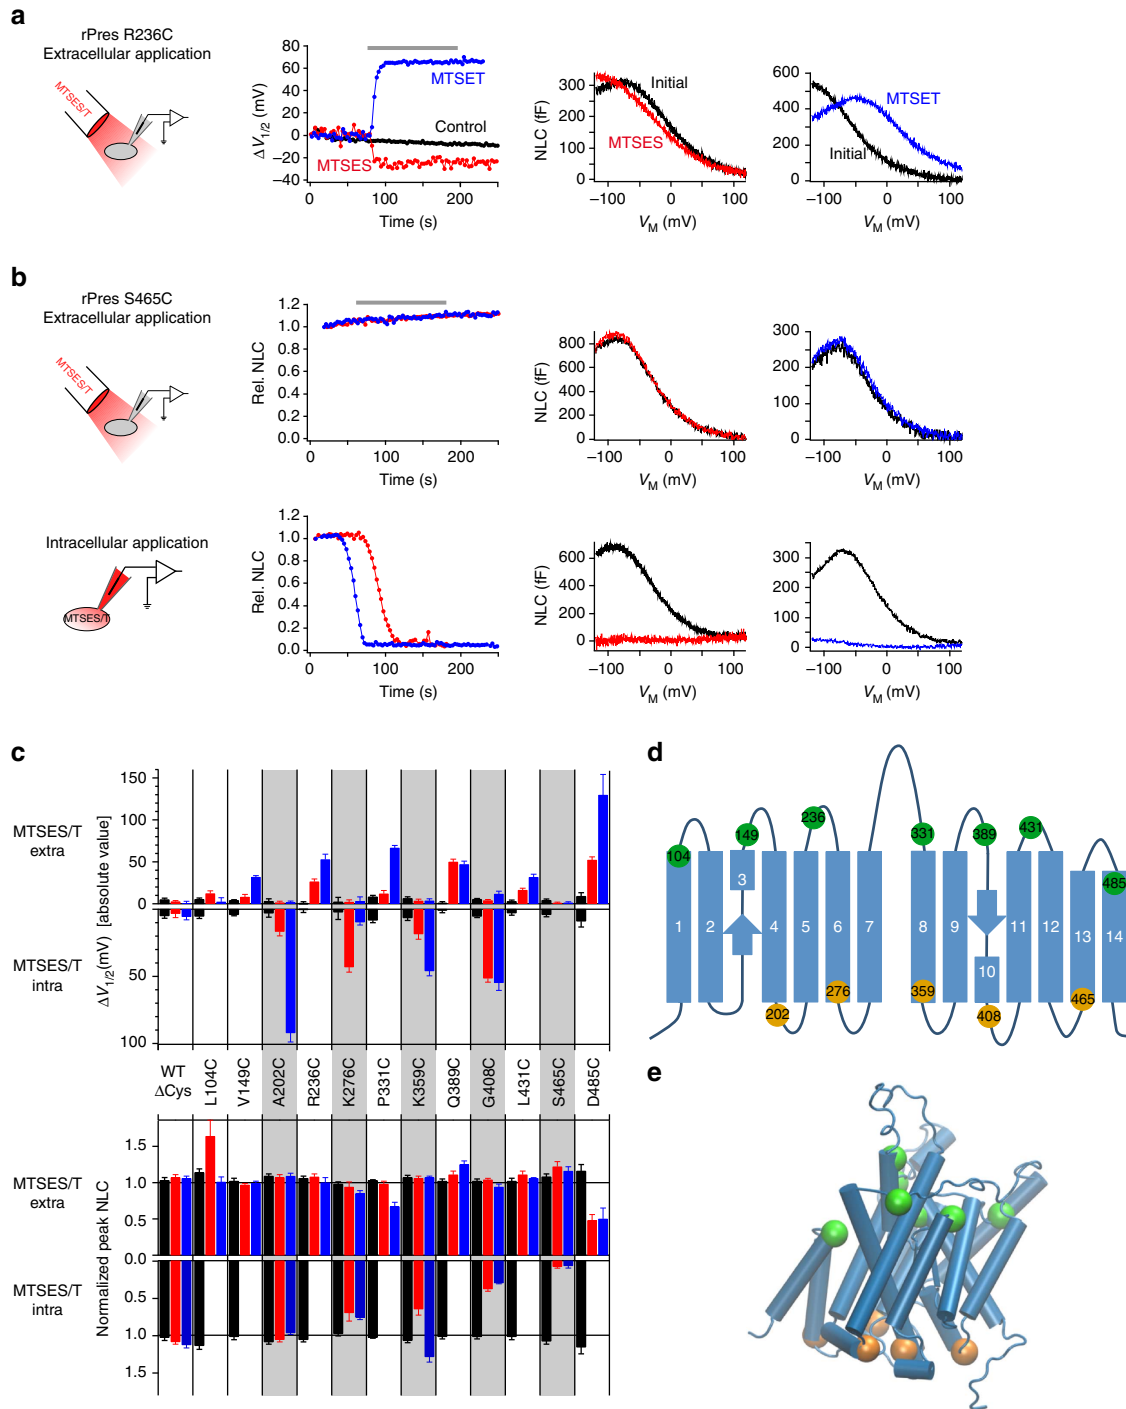 a
rPres R236C
Extracellular application
MTSES/T
ΔV1/2 (mV)
80
60
40
20
0
−20
−40
MTSET
Control
MTSES
0
100
200
Time (s)
NLC (fF)
300
200
100
0
Initial
MTSES
−100
0
100
VM (mV)
600
400
200
0
MTSET
Initial
−100
0
100
VM (mV)
b
rPres S465C
Extracellular application
MTSES/T
Rel. NLC
1.2
1.0
0.8
0.6
0.4
0.2
0.0
0
100
200
Time (s)
NLC (fF)
800
600
400
200
0
−100
0
100
VM (mV)
300
200
100
0
−100
0
100
VM (mV)
Intracellular application
MTSES/T
Rel. NLC
1.2
1.0
0.8
0.6
0.4
0.2
0.0
0
100
200
Time (s)
NLC (fF)
600
400
200
0
−100
0
100
VM (mV)
300
200
100
0
−100
0
100
VM (mV)
c
MTSES/T
extra
MTSES/T
intra
ΔV1/2(mV) [absolute value]
150
100
50
0
50
100
WT
ΔCys
L104C
V149C
A202C
R236C
K276C
P331C
K359C
Q389C
G408C
L431C
S465C
D485C
MTSES/T
extra
MTSES/T
intra
Normalized peak NLC
1.5
1.0
0.5
0.0
0.5
1.0
1.5
d
104
149
236
331
389
431
485
1
2
3
4
5
6
7
8
9
10
11
12
13
14
202
276
359
408
465
e